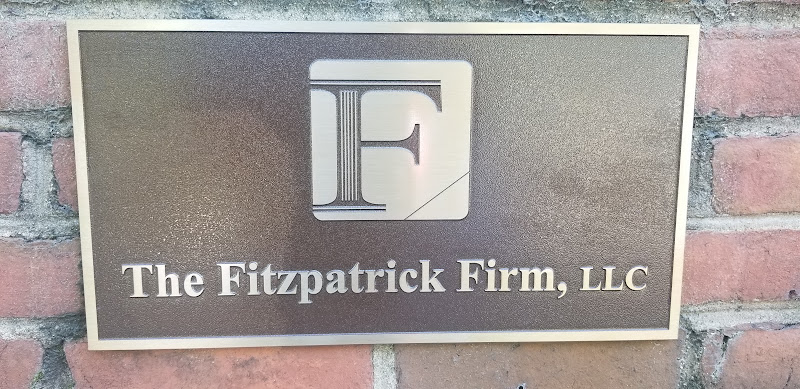 F
The Fitzpatrick Firm, LLC